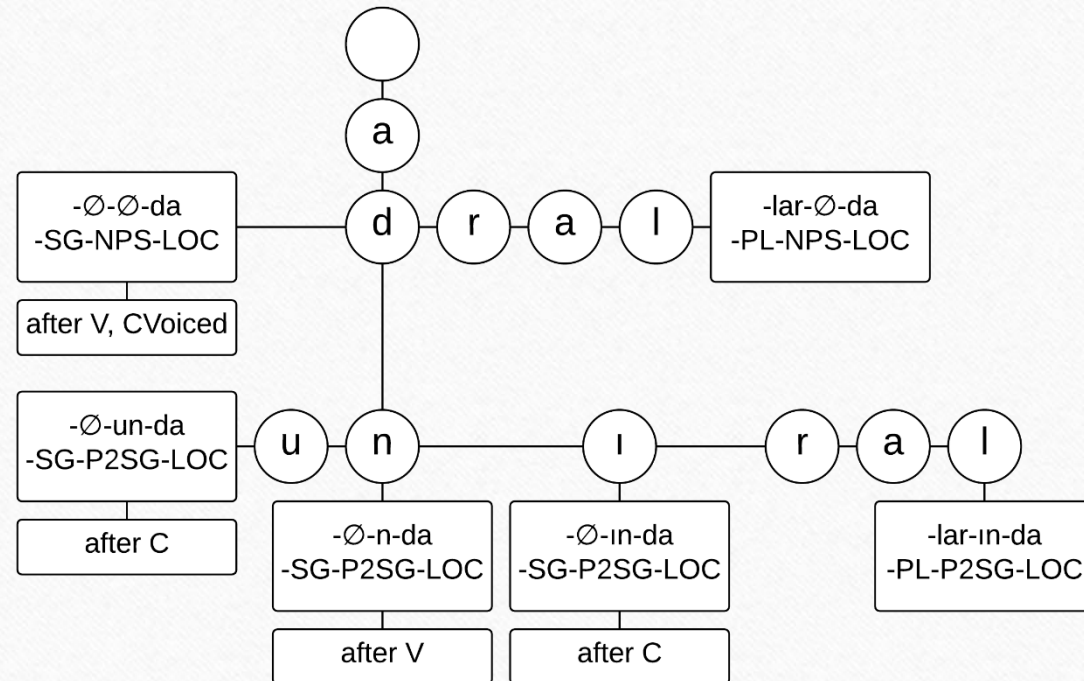 a
-∅-∅-da
-SG-NPS-LOC
d
r
a
l
-lar-∅-da
-PL-NPS-LOC
after V, CVoiced
-∅-un-da
-SG-P2SG-LOC
u
n
ı
r
a
l
after C
-∅-n-da
-SG-P2SG-LOC
-∅-ın-da
-SG-P2SG-LOC
-lar-ın-da
-PL-P2SG-LOC
after V
after C